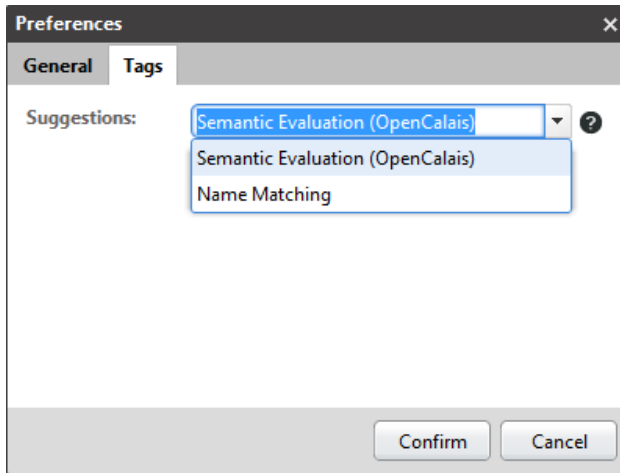 Preferences
General Tags
Suggestions: Semantic Evaluation (OpenCalais)
Semantic Evaluation (OpenCalais)
Name Matching
Confirm Cancel